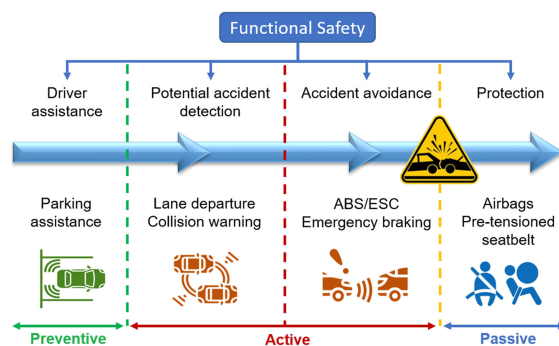 Functional Safety
Driver
assistance
Potential accident
detection
Accident avoidance
Protection
Parking
assistance
Lane departure
Collision warning
ABS/ESC
Emergency braking
Airbags
Pre-tensioned
seatbelt
Preventive
Active
Passive